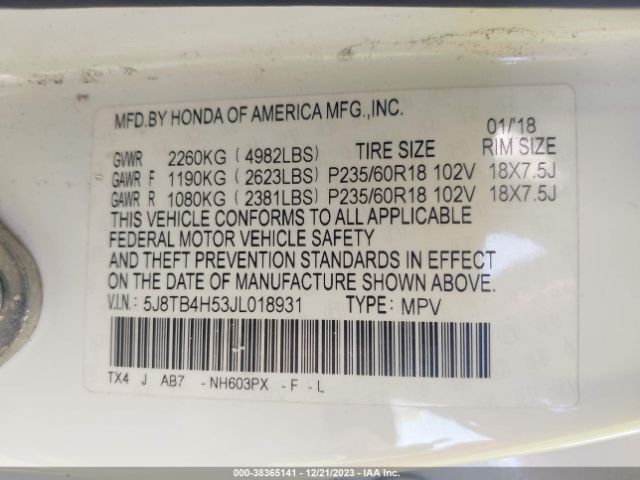 MFD.BY HONDA OF AMERICA MFG.,INC.
01/'18
GVWR 2260KG ( 4982LBS) TIRE SIZE RIM SIZE
GAWR F 1190KG ( 2623LBS) P235/60R18 102V 18X7.5J
GAWR R 1080KG ( 2381LBS) P235/60R18 102V 18X7.5J
THIS VEHICLE CONFORMS TO ALL APPLICABLE
FEDERAL MOTOR VEHICLE SAFETY
AND THEFT PREVENTION STANDARDS IN EFFECT
ON THE DATE OF MANUFACTURE SHOWN ABOVE.
V.I.N.: 5J8TB4H53JL018931 TYPE: MPV
TX4 J AB7 -NH603PX -F -L
000-38365141 - 12/21/2023 - IAA Inc.